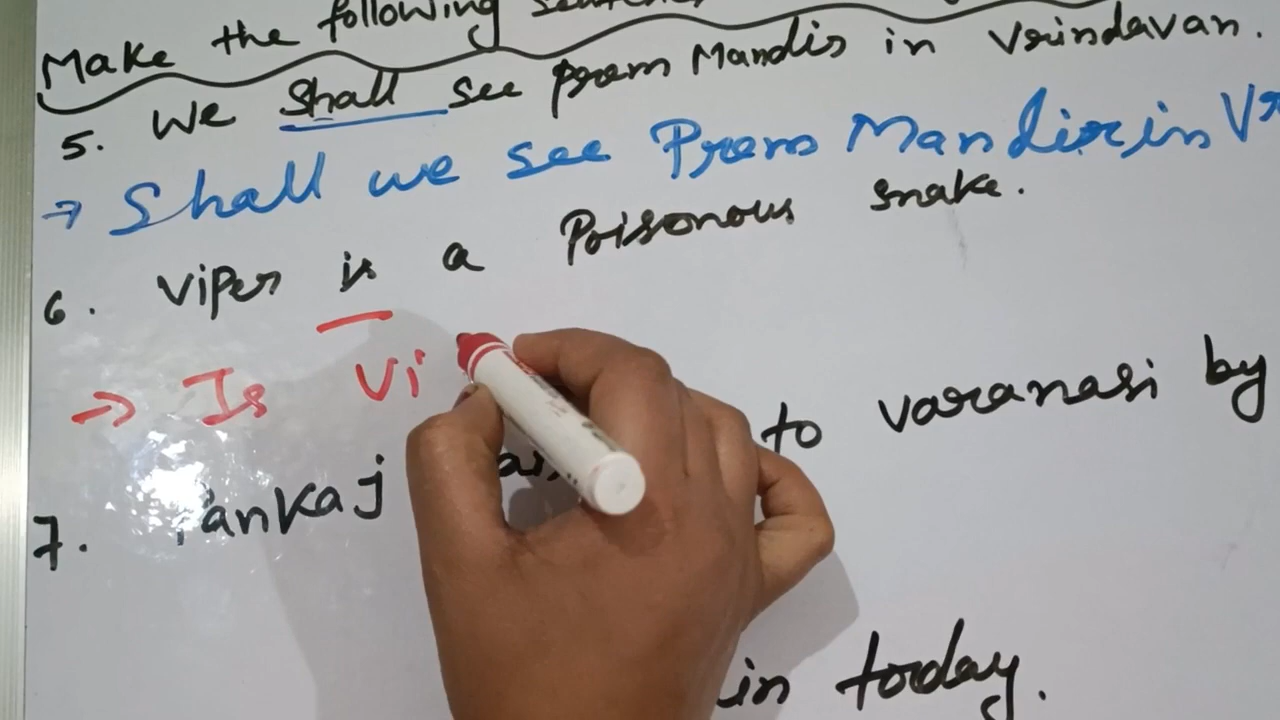 Make the following
5. We shall see Prem Mandir in Vrindavan.
→ Shall we see Prem Mandir in Vr
6. Viper is a Poisonous snake.
→ Is Vi
7. Pankaj to varanasi by
in today.